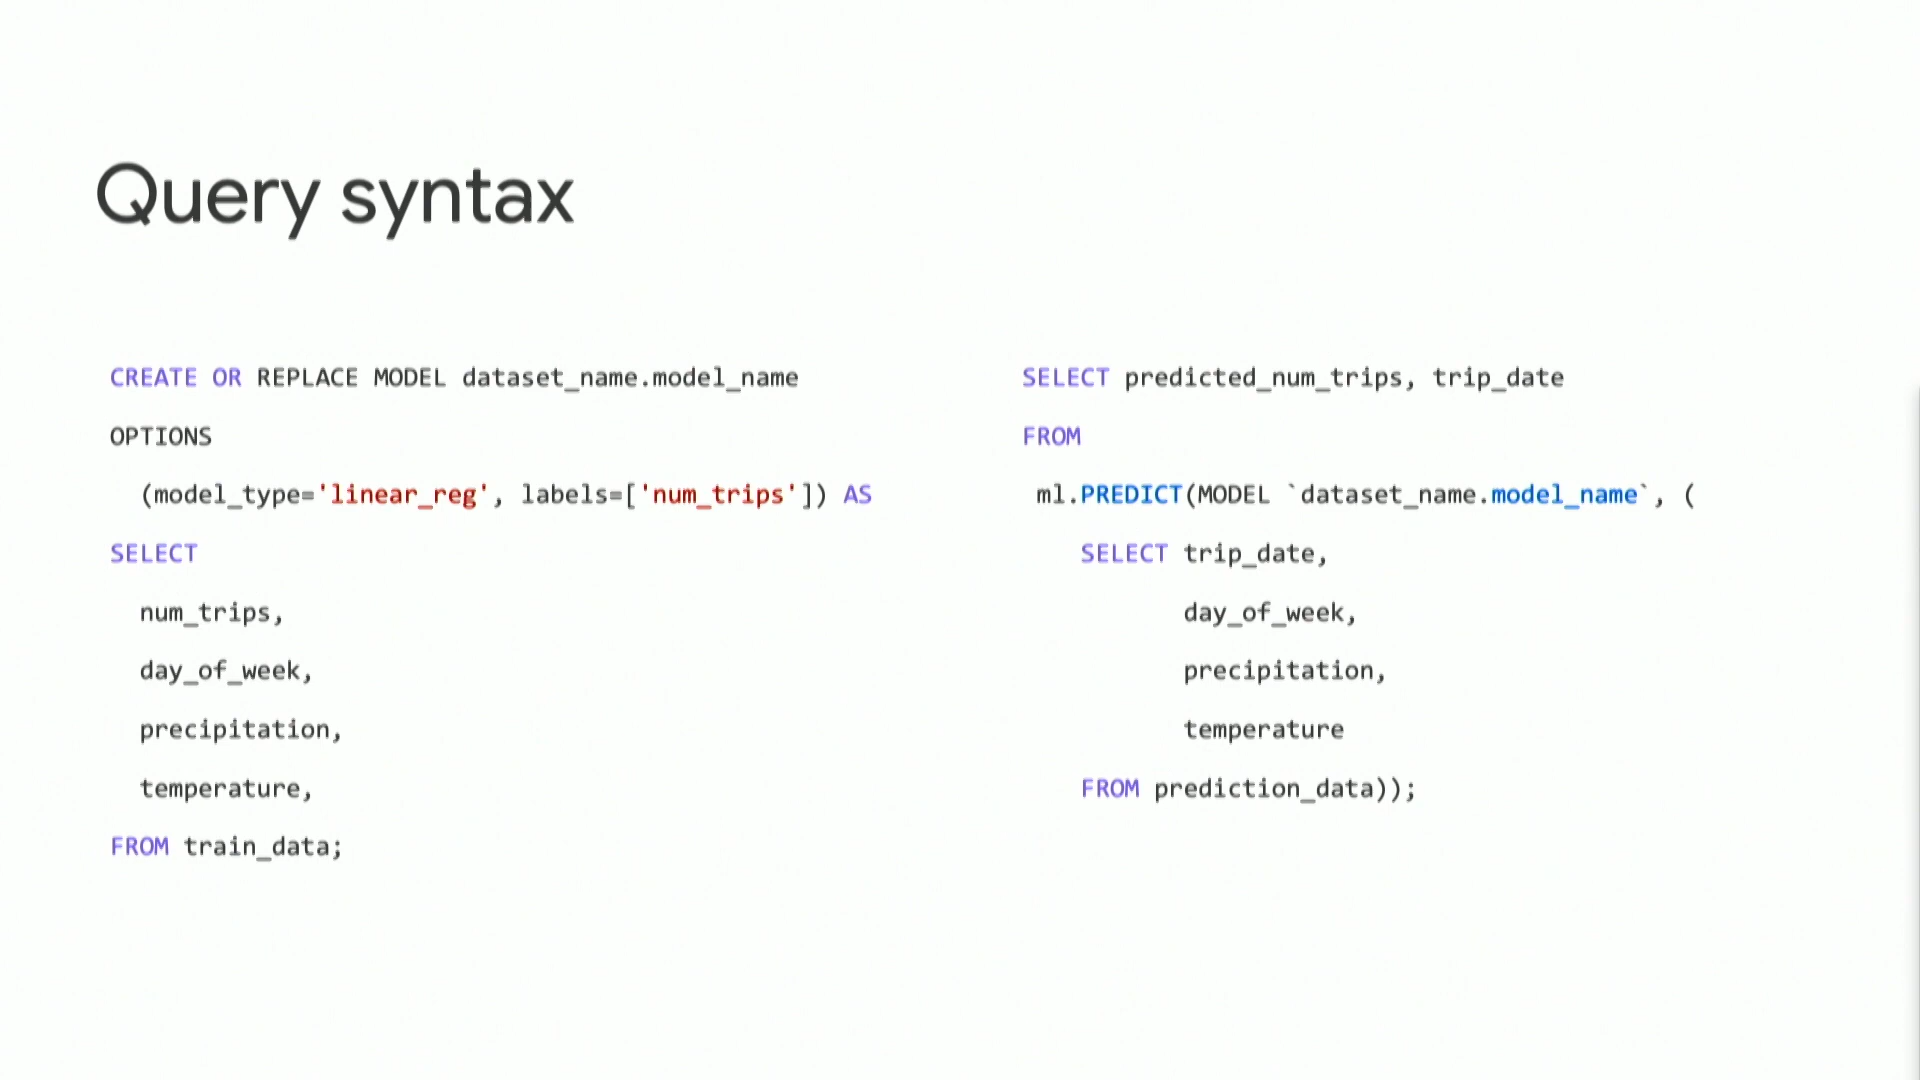 Query syntax
CREATE OR REPLACE MODEL dataset_name.model_name
OPTIONS
(model_type='linear_reg', labels=['num_trips']) AS
SELECT
num_trips,
day_of_week,
precipitation,
temperature,
FROM train_data;
SELECT predicted_num_trips, trip_date
FROM
ml.PREDICT(MODEL `dataset_name.model_name`, (
SELECT trip_date,
day_of_week,
precipitation,
temperature
FROM prediction_data));